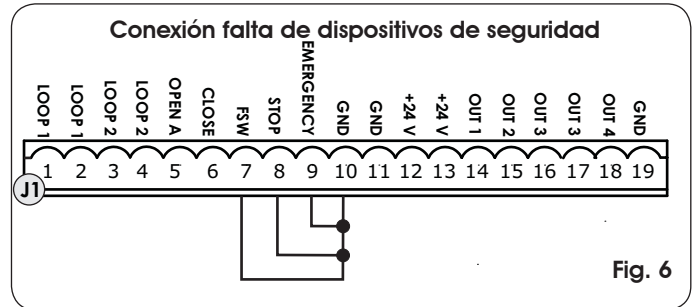 Conexión falta de dispositivos de seguridad
LOOP 1
LOOP 1
LOOP 2
LOOP 2
OPEN A
CLOSE
FSW
STOP
EMERGENCY
GND
GND
+24 V
+24 V
OUT 1
OUT 2
OUT 3
OUT 3
OUT 4
GND
1 2 3 4 5 6 7 8 9 10 11 12 13 14 15 16 17 18 19
J1
Fig. 6